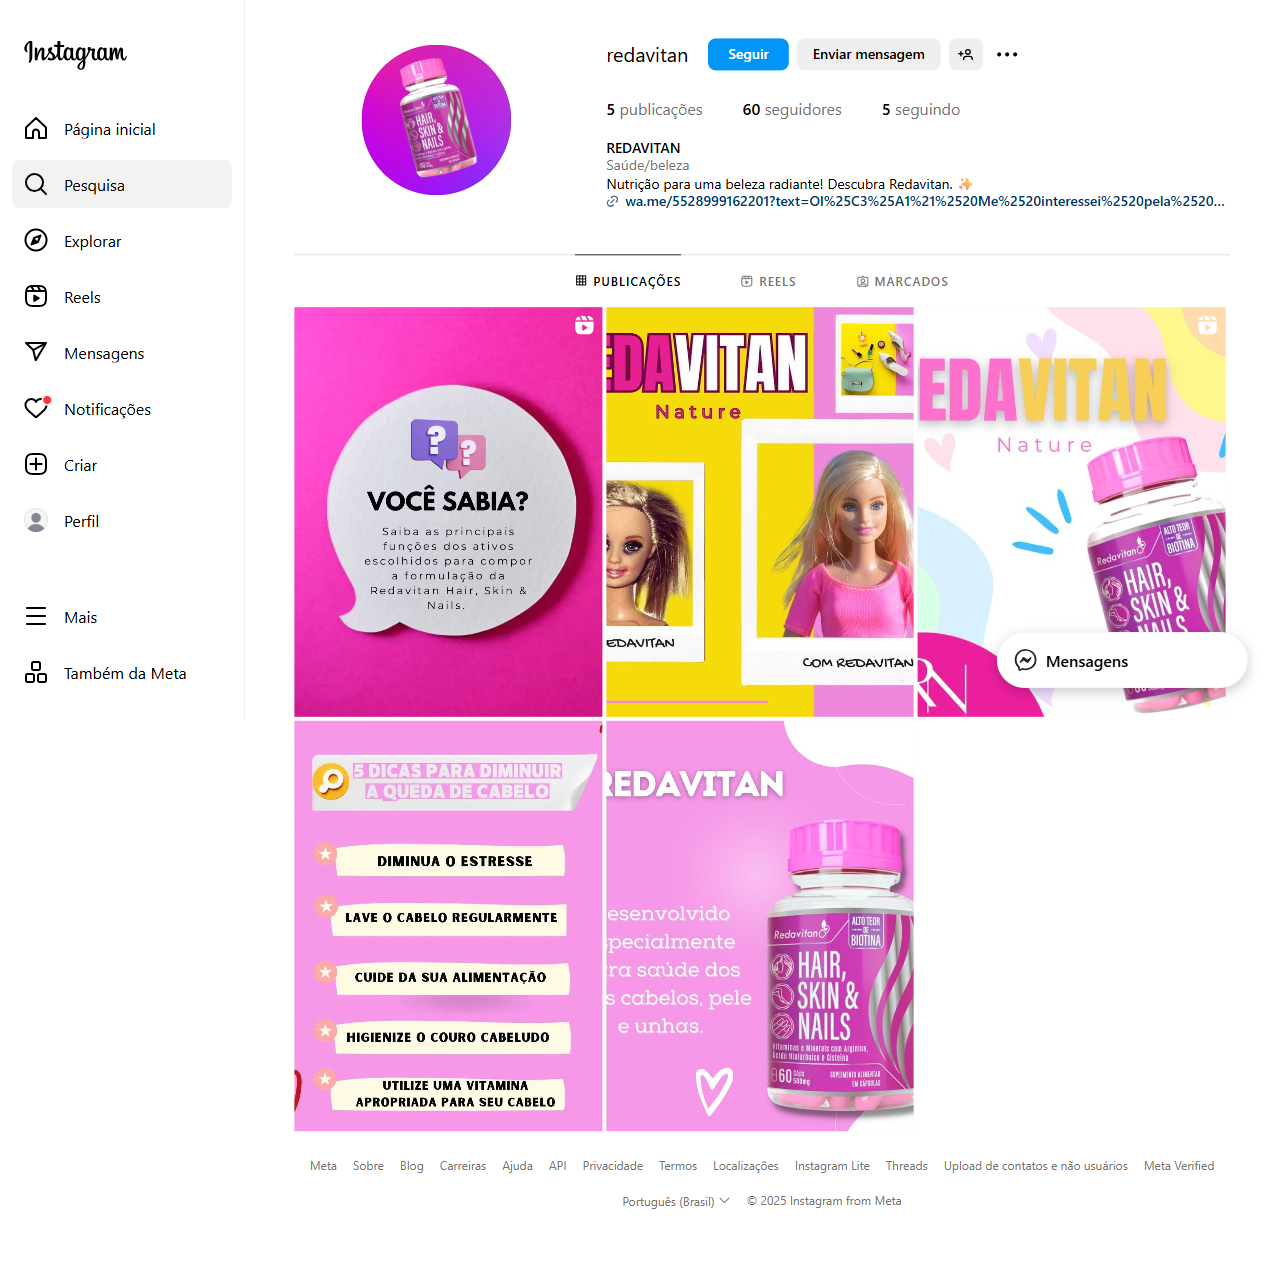 Instagram
Página inicial
Pesquisa
Explorar
Reels
Mensagens
Notificações
Criar
Perfil
Mais
Também da Meta
redavitan
Seguir
Enviar mensagem
5 publicações
60 seguidores
5 seguindo
REDAVITAN
Saúde/beleza
Nutrição para uma beleza radiante! Descubra Redavitan. ✨
wa.me/5528999162201?text=Ol%25C3%25A1%21%2520Me%2520interessei%2520pela%2520...
PUBLICAÇÕES
REELS
MARCADOS
VOCÊ SABIA?
Saiba as principais
funções dos ativos
escolhidos para compor
a formulação da
Redavitan Hair, Skin &
Nails.
EDAVITAN
Nature
EDAVITAN
COM REDAVITAN
EDAVITAN
Nature
Redavitan
ALTO TEOR
DE
BIOTINA
HAIR,
SKIN &
NAILS
RN
Mensagens
5 DICAS PARA DIMINUIR
A QUEDA DE CABELO
DIMINUA O ESTRESSE
LAVE O CABELO REGULARMENTE
CUIDE DA SUA ALIMENTAÇÃO
HIGIENIZE O COURO CABELUDO
UTILIZE UMA VITAMINA
APROPRIADA PARA SEU CABELO
REDAVITAN
esenvolvido
specialmente
ra saúde dos
s cabelos, pele
e unhas.
Redavitan
ALTO TEOR
DE
BIOTINA
HAIR,
SKIN &
NAILS
Vitaminas e Minerais com Arginina,
Ácido Hialurônico e Cisteína
60 cáps
500mg
SUPLEMENTO ALIMENTAR
EM CÁPSULAS
Meta
Sobre
Blog
Carreiras
Ajuda
API
Privacidade
Termos
Localizações
Instagram Lite
Threads
Upload de contatos e não usuários
Meta Verified
Português (Brasil)
© 2025 Instagram from Meta